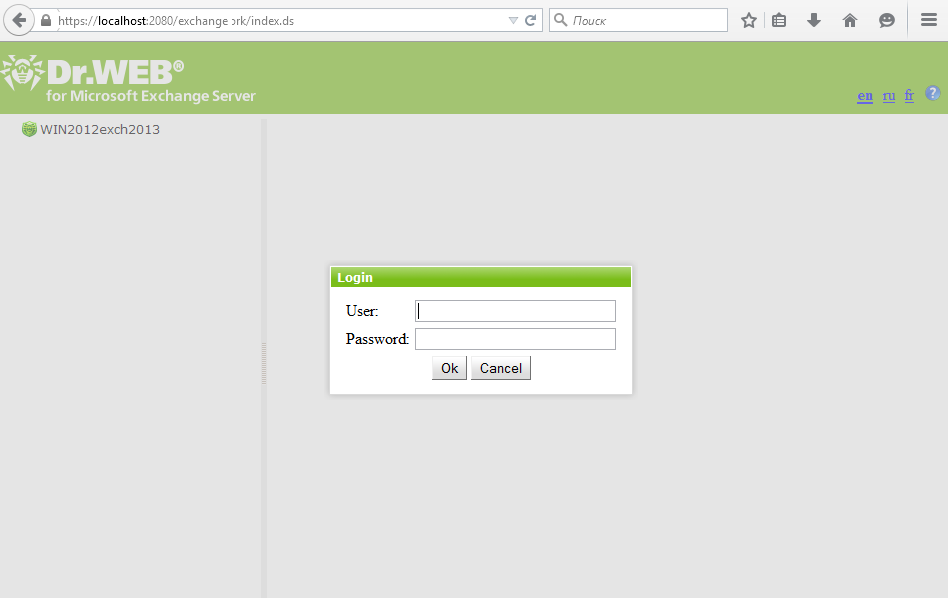 https://localhost:2080/exchange ork/index.ds
Поиск
Dr.WEB®
for Microsoft Exchange Server
en ru fr ?
WIN2012exch2013
Login
User:
Password:
Ok Cancel